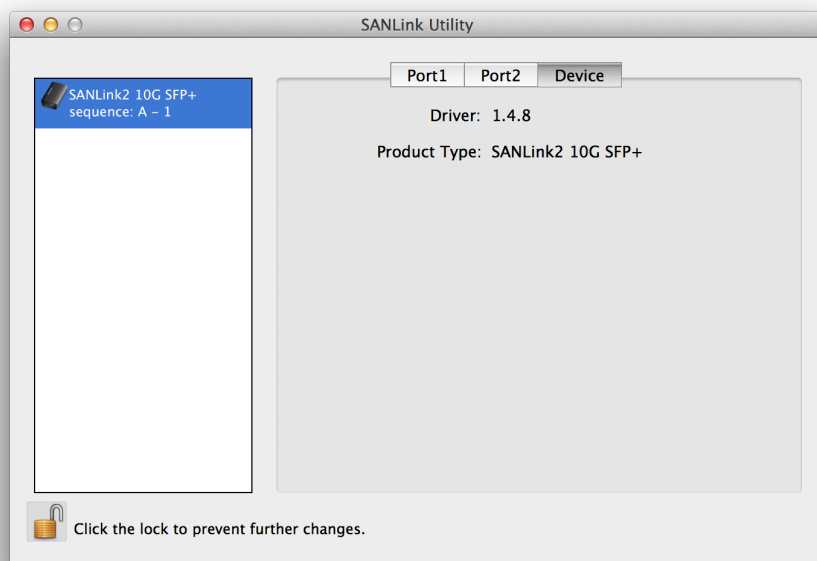 SANLink Utility
SANLink2 10G SFP+
sequence: A - 1
Port1 Port2 Device
Driver: 1.4.8
Product Type: SANLink2 10G SFP+
Click the lock to prevent further changes.